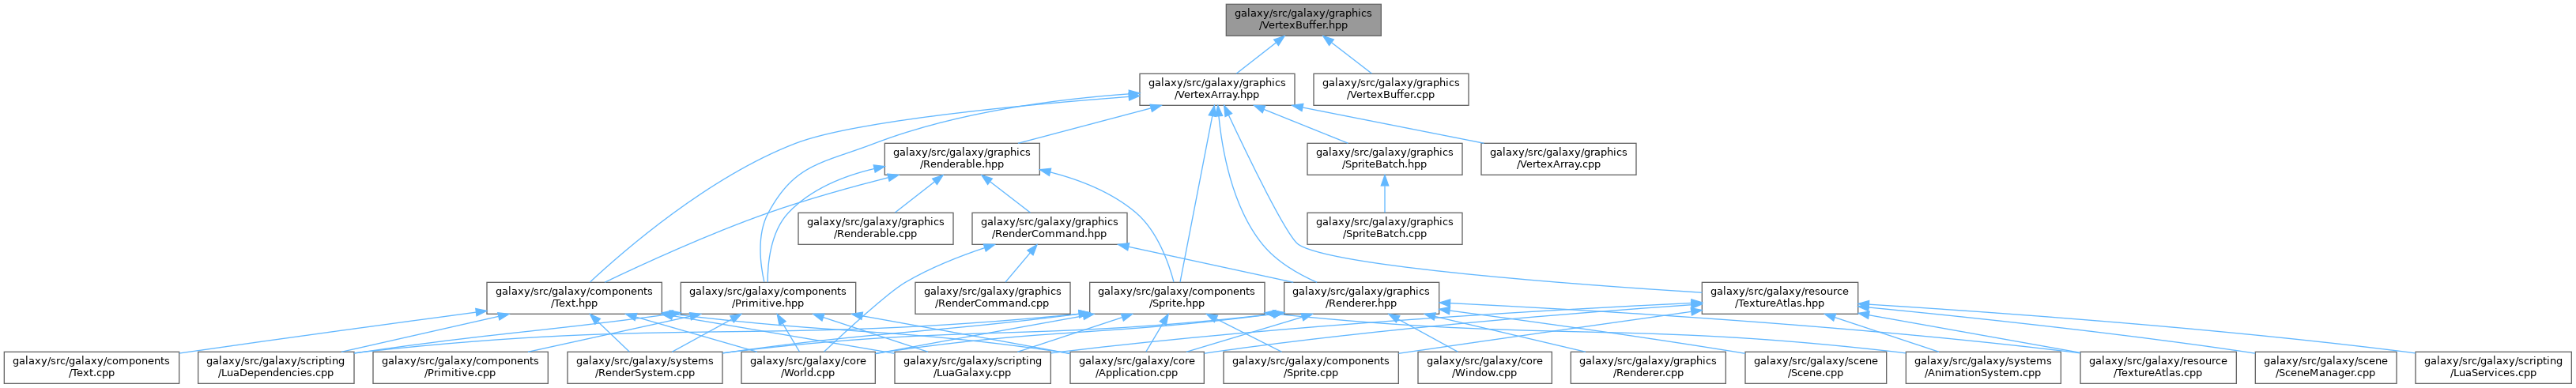 galaxy/src/galaxy/graphics
/VertexBuffer.hpp
galaxy/src/galaxy/graphics
/VertexArray.hpp
galaxy/src/galaxy/graphics
/VertexBuffer.cpp
galaxy/src/galaxy/graphics
/Renderable.hpp
galaxy/src/galaxy/graphics
/SpriteBatch.hpp
galaxy/src/galaxy/graphics
/VertexArray.cpp
galaxy/src/galaxy/graphics
/Renderable.cpp
galaxy/src/galaxy/graphics
/RenderCommand.hpp
galaxy/src/galaxy/graphics
/SpriteBatch.cpp
galaxy/src/galaxy/components
/Text.hpp
galaxy/src/galaxy/components
/Primitive.hpp
galaxy/src/galaxy/graphics
/RenderCommand.cpp
galaxy/src/galaxy/components
/Sprite.hpp
galaxy/src/galaxy/graphics
/Renderer.hpp
galaxy/src/galaxy/resource
/TextureAtlas.hpp
galaxy/src/galaxy/components
/Text.cpp
galaxy/src/galaxy/scripting
/LuaDependencies.cpp
galaxy/src/galaxy/components
/Primitive.cpp
galaxy/src/galaxy/systems
/RenderSystem.cpp
galaxy/src/galaxy/core
/World.cpp
galaxy/src/galaxy/scripting
/LuaGalaxy.cpp
galaxy/src/galaxy/core
/Application.cpp
galaxy/src/galaxy/components
/Sprite.cpp
galaxy/src/galaxy/core
/Window.cpp
galaxy/src/galaxy/graphics
/Renderer.cpp
galaxy/src/galaxy/scene
/Scene.cpp
galaxy/src/galaxy/systems
/AnimationSystem.cpp
galaxy/src/galaxy/resource
/TextureAtlas.cpp
galaxy/src/galaxy/scene
/SceneManager.cpp
galaxy/src/galaxy/scripting
/LuaServices.cpp